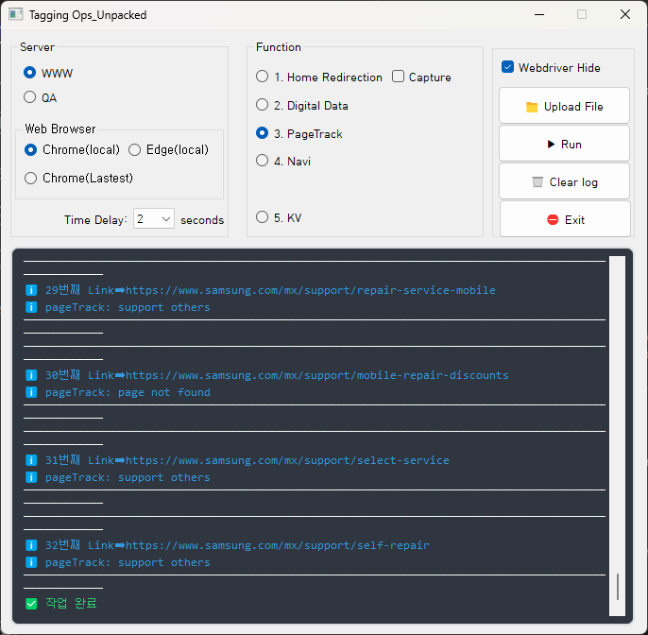 Tagging Ops_Unpacked
Server
WWW
QA
Web Browser
Chrome(local) Edge(local)
Chrome(Lastest)
Time Delay: 2 seconds
Function
1. Home Redirection Capture
2. Digital Data
3. PageTrack
4. Navi
5. KV
Webdriver Hide
Upload File
Run
Clear log
Exit
29번째 Link➡https://www.samsung.com/mx/support/repair-service-mobile
pageTrack: support others
30번째 Link➡https://www.samsung.com/mx/support/mobile-repair-discounts
pageTrack: page not found
31번째 Link➡https://www.samsung.com/mx/support/select-service
pageTrack: support others
32번째 Link➡https://www.samsung.com/mx/support/self-repair
pageTrack: support others
작업 완료